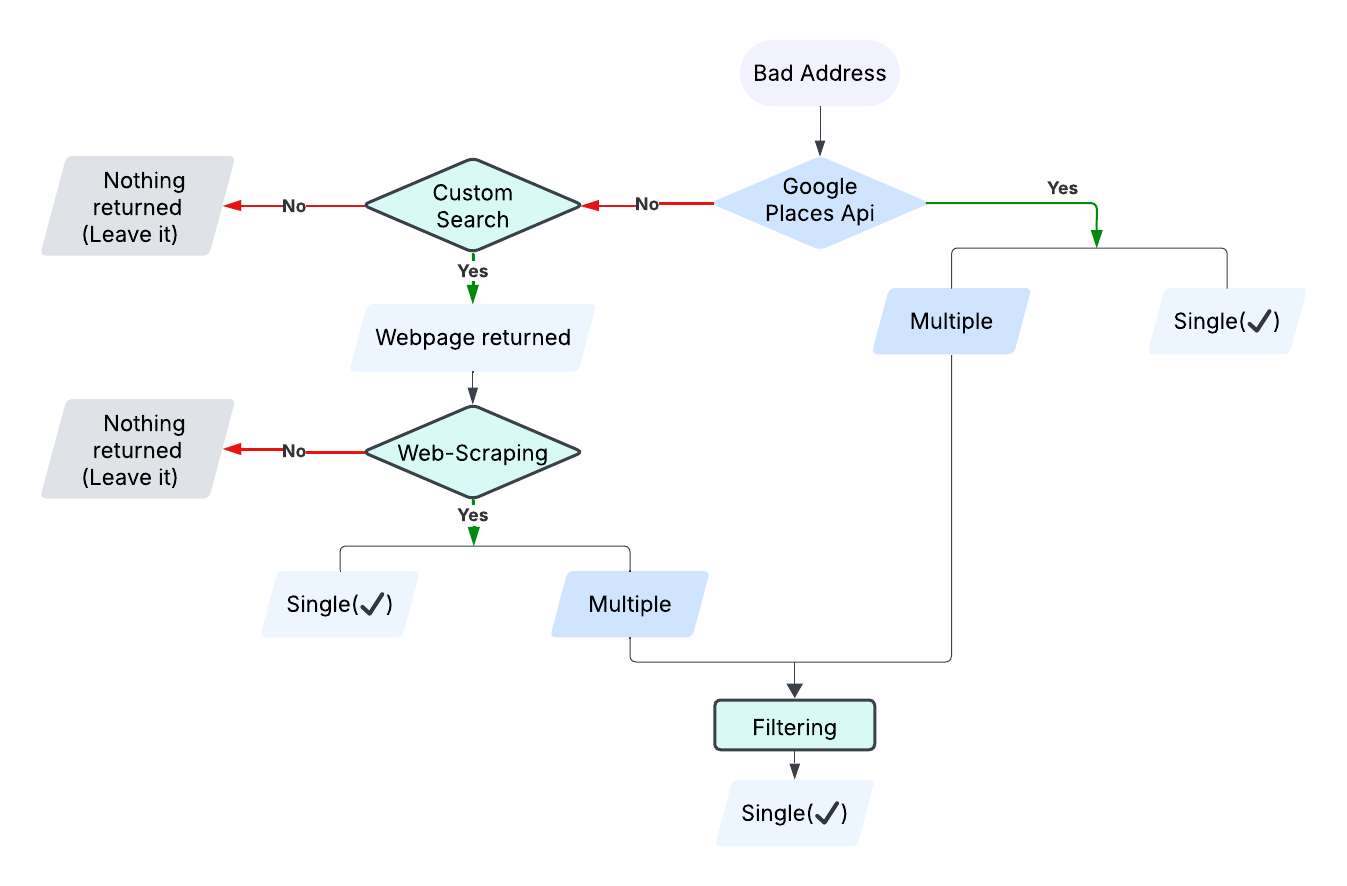 Bad Address
Google
Places Api
Yes
No
Custom
Search
No
Nothing
returned
(Leave it)
Yes
Multiple
Single(✓)
Webpage returned
Web-Scraping
No
Nothing
returned
(Leave it)
Yes
Single(✓)
Multiple
Filtering
Single(✓)